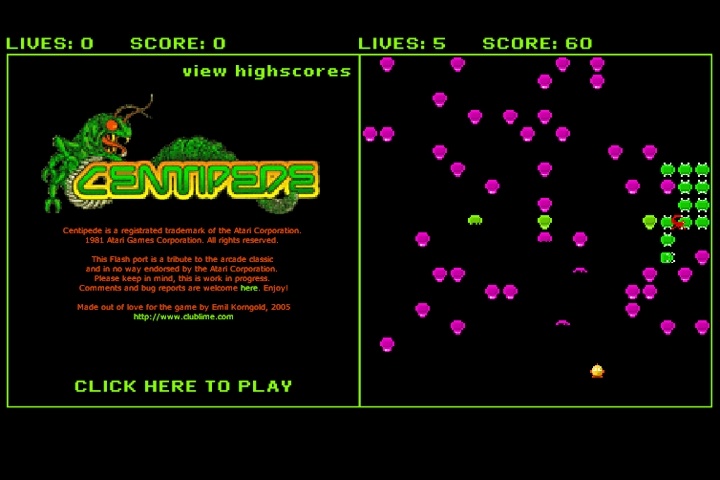 LIVES: 0 SCORE: 0 LIVES: 5 SCORE: 60
view highscores
CENTIPEDE
Centipede is a registrated trademark of the Atari Corporation.
1981 Atari Games Corporation. All rights reserved.
This Flash port is a tribute to the arcade classic
and in no way endorsed by the Atari Corporation.
Please keep in mind, this is work in progress.
Comments and bug reports are welcome here. Enjoy!
Made out of love for the game by Emil Korngold, 2005
http://www.clublime.com
CLICK HERE TO PLAY